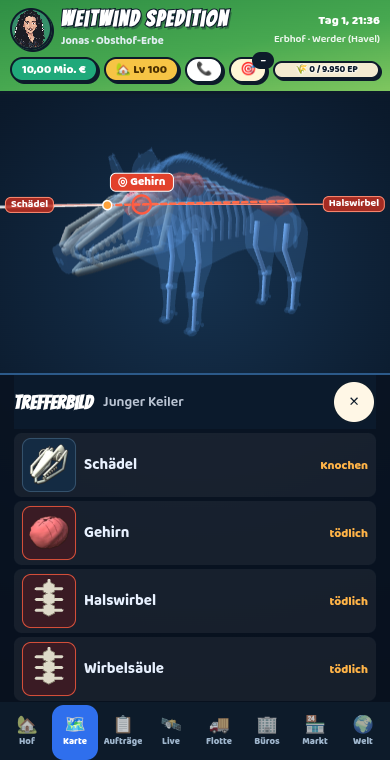 WEITWIND SPEDITION
Jonas · Obsthof-Erbe
Tag 1, 21:36
Erbhof · Werder (Havel)
10,00 Mio. €
Lv 100
-
0 / 9.950 EP
Gehirn
Schädel
Halswirbel
TREFFERBILD Junger Keiler
×
Schädel Knochen
Gehirn tödlich
Halswirbel tödlich
Wirbelsäule tödlich
Hof Karte Aufträge Live Flotte Büros Markt Welt